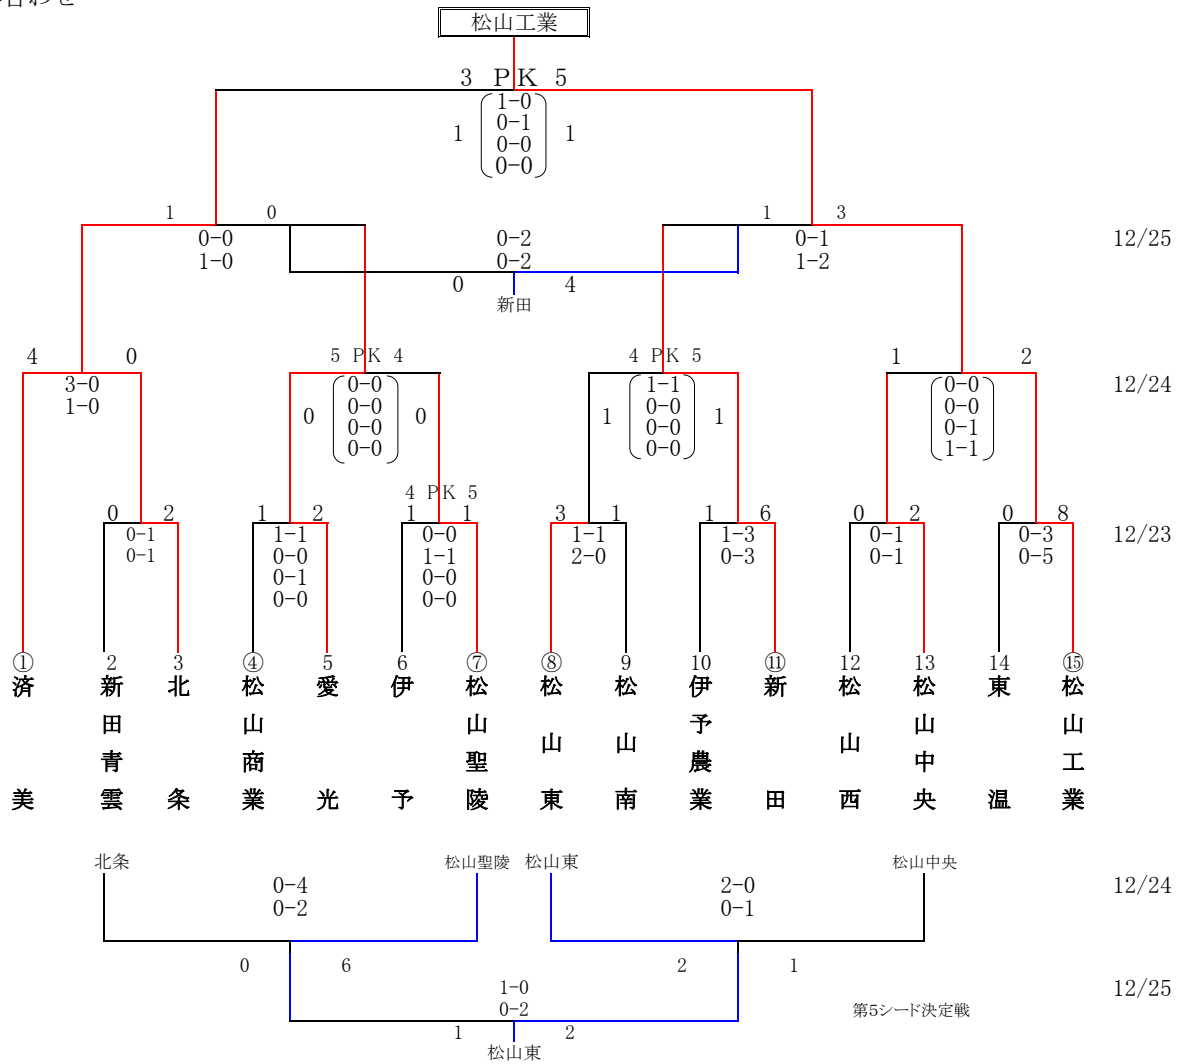 合わせ
松山工業
3 PK 5
1-0
0-1
1 1
0-0
0-0
1 0 1 3
0-0 0-2 0-1 12/25
1-0 0-2 1-2
0 4
新田
4 0 5 PK 4 4 PK 5 1 2
3-0 0-0 1-1 0-0 12/24
1-0 0-0 0-0 0-0
0 0 1 1
0-0 0-0 0-1
0-0 0-0 1-1
4 PK 5
0 2 1 2 1 1 3 1 1 6 0 2 0 8
0-1 1-1 0-0 1-1 1-3 0-1 0-3 12/23
0-1 0-0 1-1 2-0 0-3 0-1 0-5
0-1 0-0
0-0 0-0
① 2 3 ④ 5 6 ⑦ ⑧ 9 10 ⑪ 12 13 14 ⑮
済美
新田青雲
北条
松山商業
愛光
伊予
松山聖陵
松山東
松山南
伊予農業
新田
松山西
松山中央
東温
松山工業
北条 松山聖陵 松山東 松山中央
0-4 2-0 12/24
0-2 0-1
0 6 2 1
1-0 12/25
0-2 第5シード決定戦
1 2
松山東